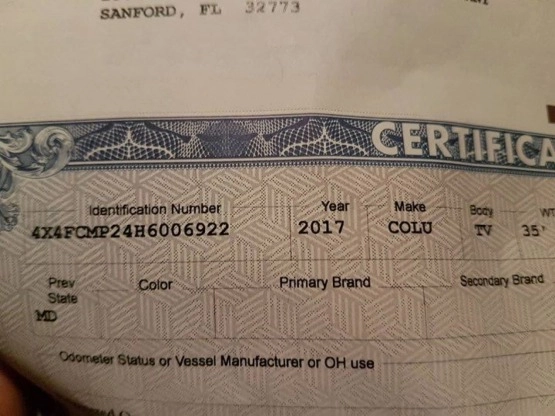 SANFORD, FL 32773
CERTIFICA
Identification Number Year Make Body WT
4X4FCMP24H6006922 2017 COLU TV 35'
Prev State Color Primary Brand Secondary Brand
MD
Odometer Status or Vessel Manufacturer or OH use